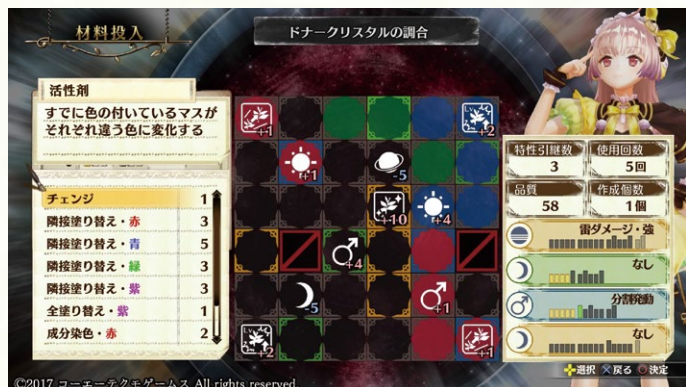 材料投入
ドナークリスタルの調合
活性剤
すでに色の付いているマスが
それぞれ違う色に変化する
チェンジ 1
隣接塗り替え・赤 3
隣接塗り替え・青 5
隣接塗り替え・緑 3
隣接塗り替え・紫 3
全塗り替え・紫 1
成分染色・赤 2
+1
+2
+1
-5
+10
+4
+4
-5
+1
+2
+1
特性引継数 使用回数
3 5回
品質 作成個数
58 1個
雷ダメージ・強
なし
分割発動
なし
選択 ×戻る ○決定
©2017 コーエーテクモゲームス All rights reserved.